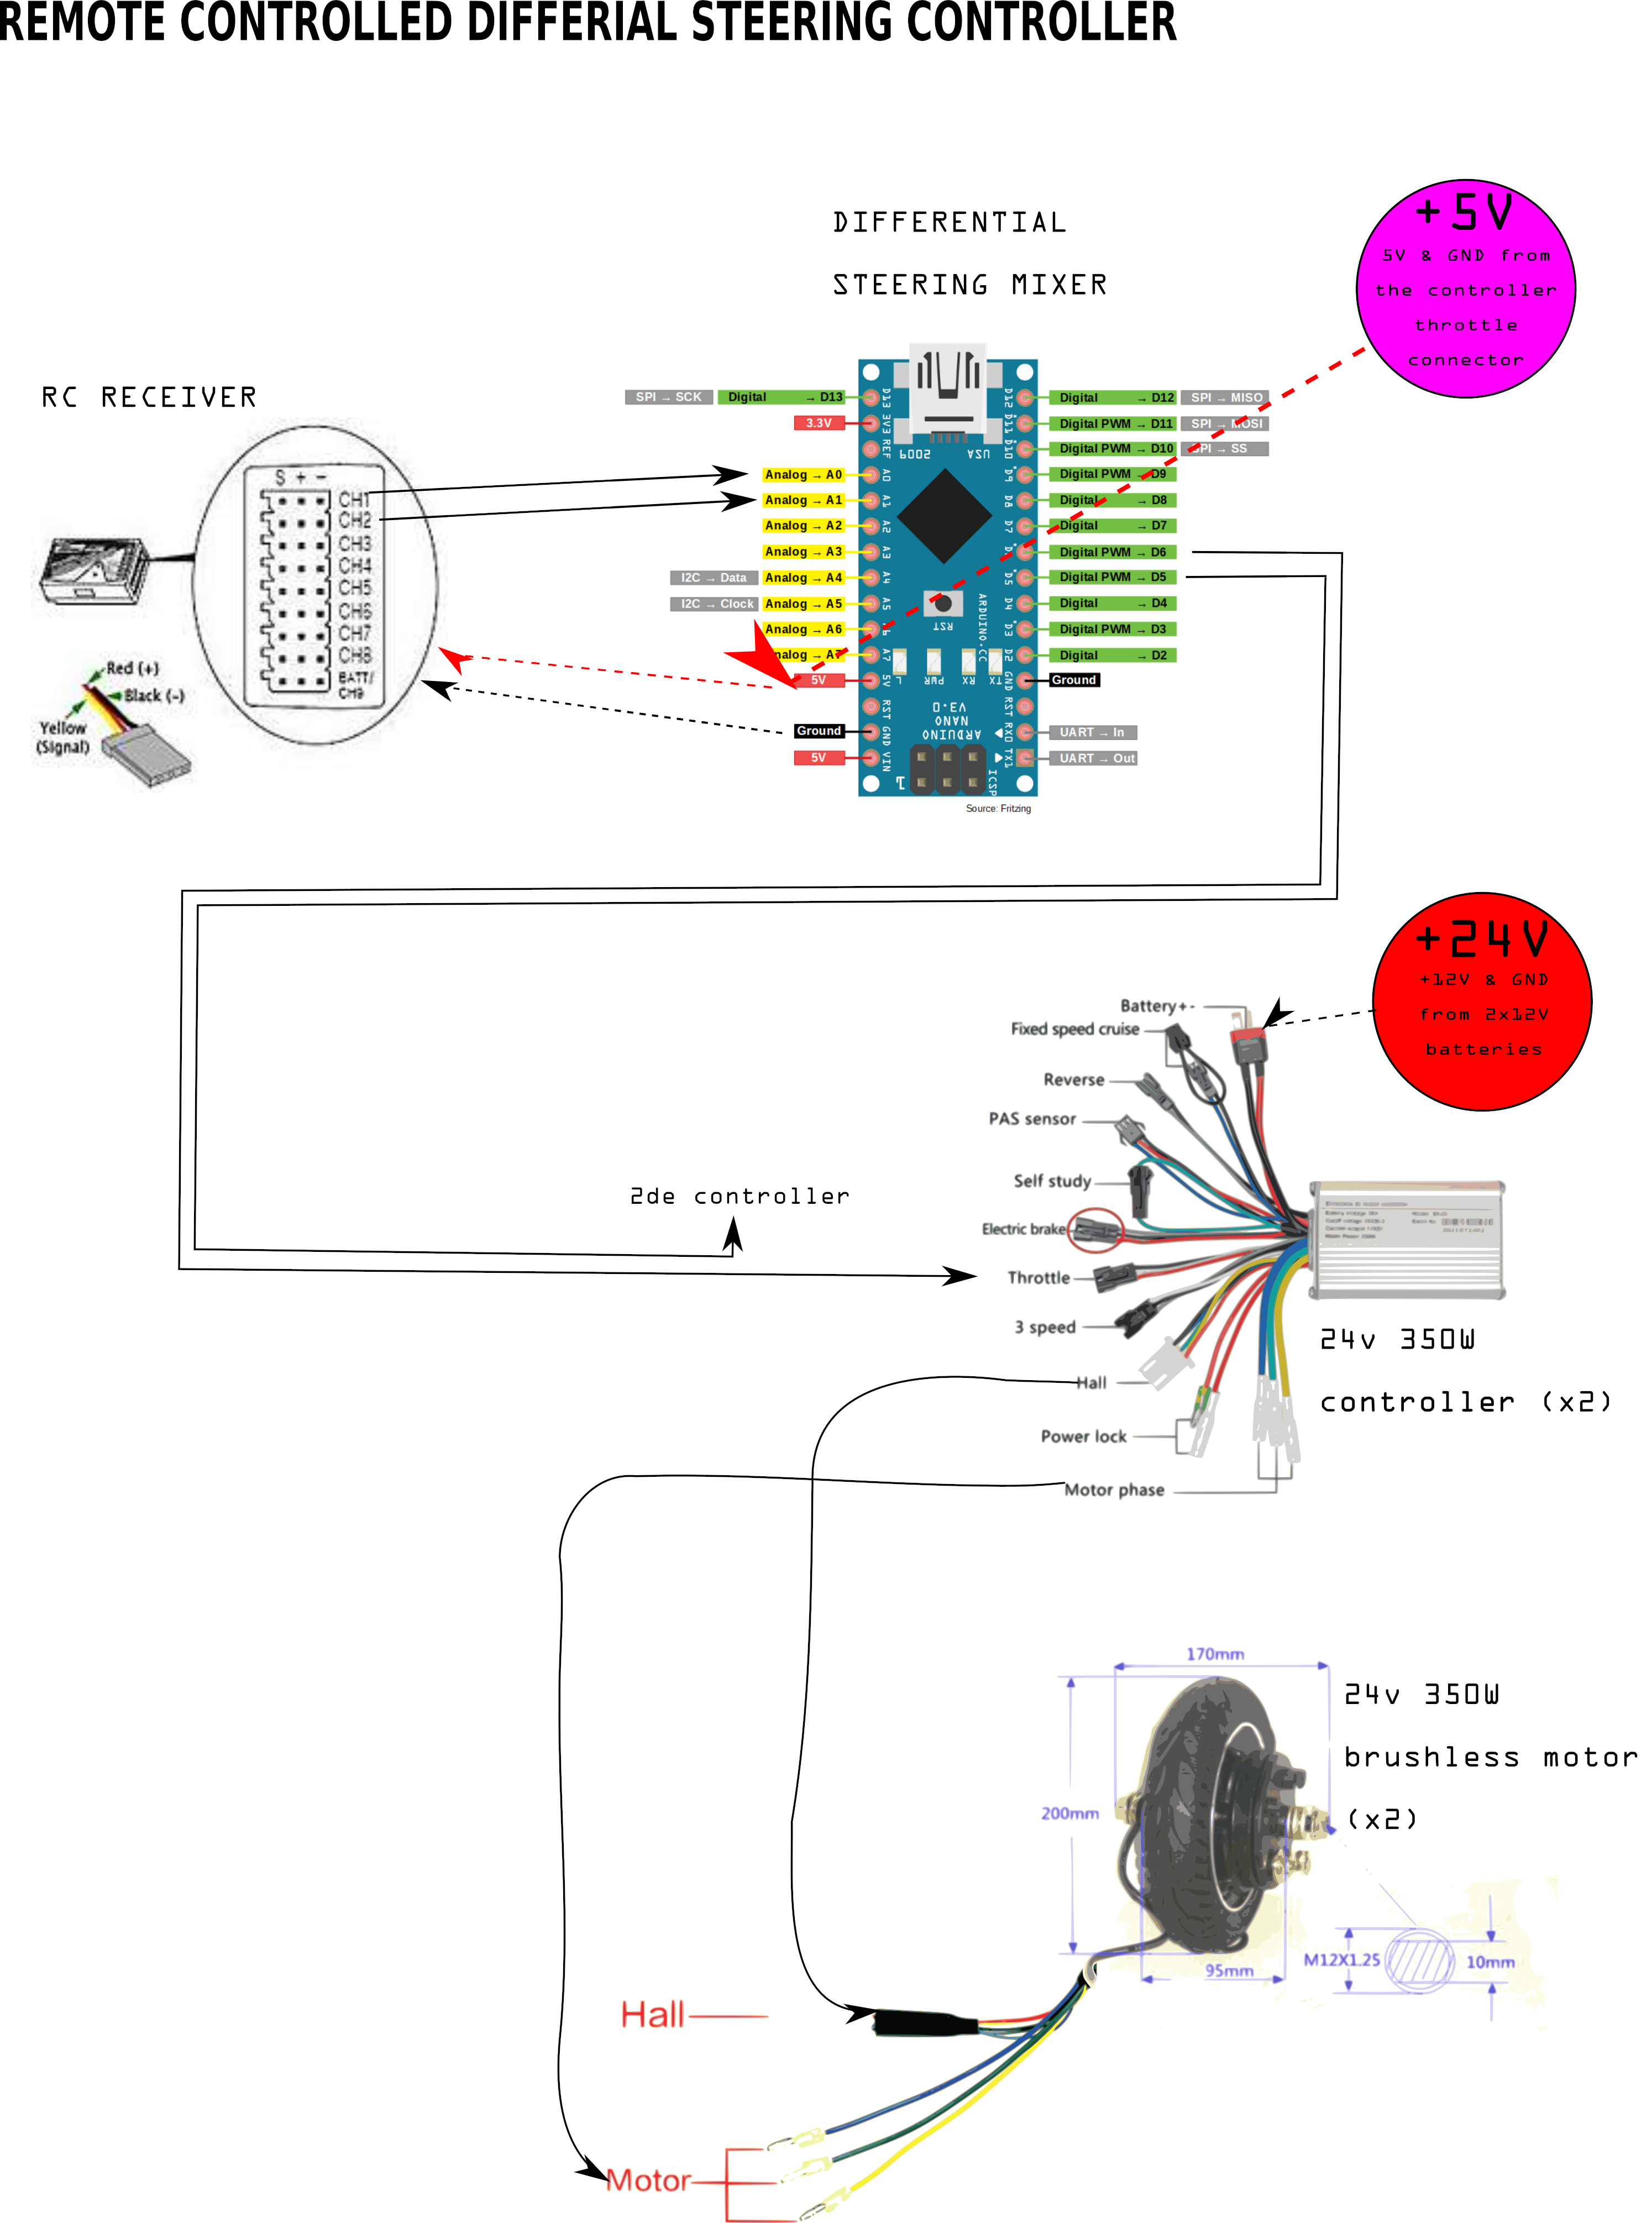 REMOTE CONTROLLED DIFFERIAL STEERING CONTROLLER
DIFFERENTIAL
STEERING MIXER
+5V
5V & GND from
the controller
throttle
connector
RC RECEIVER
S + −
CH1
CH2
CH3
CH4
CH5
CH6
CH7
CH8
BATT/
CH9
Red (+)
Black (-)
Yellow
(Signal)
SPI → SCK
Digital → D13
3.3V
Analog → A0
Analog → A1
Analog → A2
Analog → A3
I2C → Data
Analog → A4
I2C → Clock
Analog → A5
Analog → A6
Analog → A7
5V
Ground
5V
D13
3V3
REF
A0
A1
A2
A3
A4
A5
A6
A7
5V
RST
GND
VIN
2009
USA
RST
ARDUINO.CC
L
PWR
RX
TX
V3.0
NANO
ARDUINO
1
ICSP
D12
D11
D10
D9
D8
D7
D5
D4
D3
D2
GND
RST
RX0
TX1
Digital → D12
SPI → MISO
Digital PWM → D11
SPI → MOSI
Digital PWM → D10
SPI → SS
Digital PWM → D9
Digital → D8
Digital → D7
Digital PWM → D6
Digital PWM → D5
Digital → D4
Digital PWM → D3
Digital → D2
Ground
UART → In
UART → Out
Source: Fritzing
+24V
+12V & GND
from 2x12V
batteries
Battery+-
Fixed speed cruise
Reverse
PAS sensor
Self study
Electric brake
Throttle
3 speed
Hall
Power lock
Motor phase
2de controller
24v 350W
controller (x2)
170mm
200mm
95mm
24v 350W
brushless motor
(x2)
M12X1.25
10mm
Hall
Motor